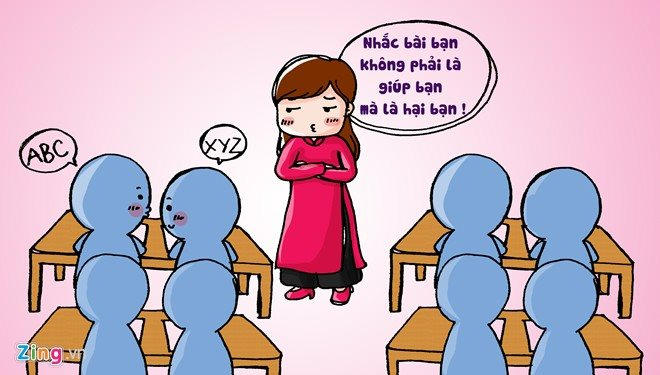 Nhắc bài bạn
không phải là
giúp bạn
mà là hại bạn !
ABC
XYZ
Zing.vn